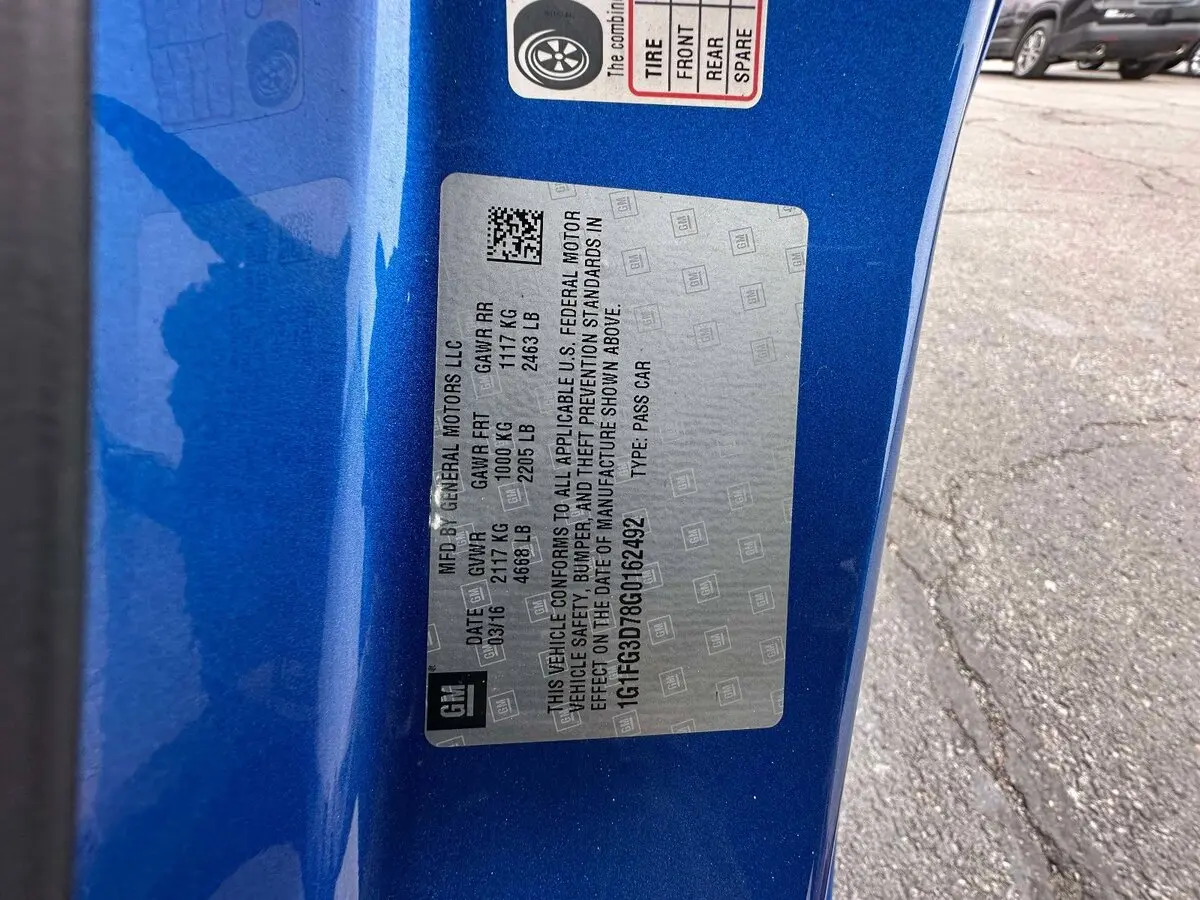 The combine
TIRE
FRONT
REAR
SPARE
GM
MFD BY GENERAL MOTORS LLC
DATE GVWR GAWR FRT GAWR RR
03/16 2117 KG 1000 KG 1117 KG
4668 LB 2205 LB 2463 LB
THIS VEHICLE CONFORMS TO ALL APPLICABLE U.S. FEDERAL MOTOR
VEHICLE SAFETY, BUMPER, AND THEFT PREVENTION STANDARDS IN
EFFECT ON THE DATE OF MANUFACTURE SHOWN ABOVE.
1G1FG3D78G0162492 TYPE: PASS CAR